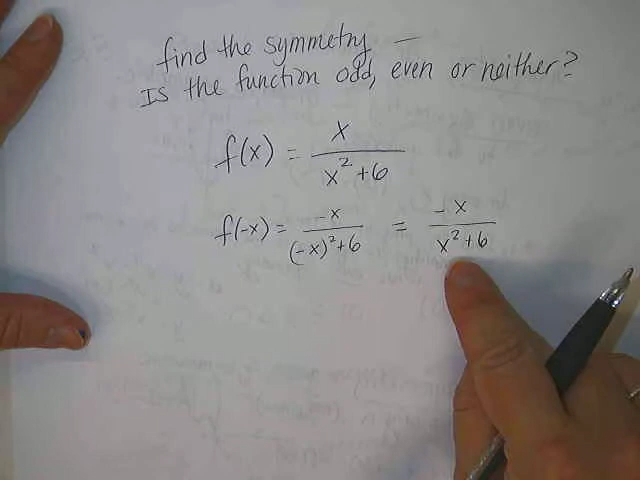 find the symmetry —
Is the function odd, even or neither?
f(x) = x / x² + 6
f(-x) = -x / (-x)² + 6 = -x / x² + 6